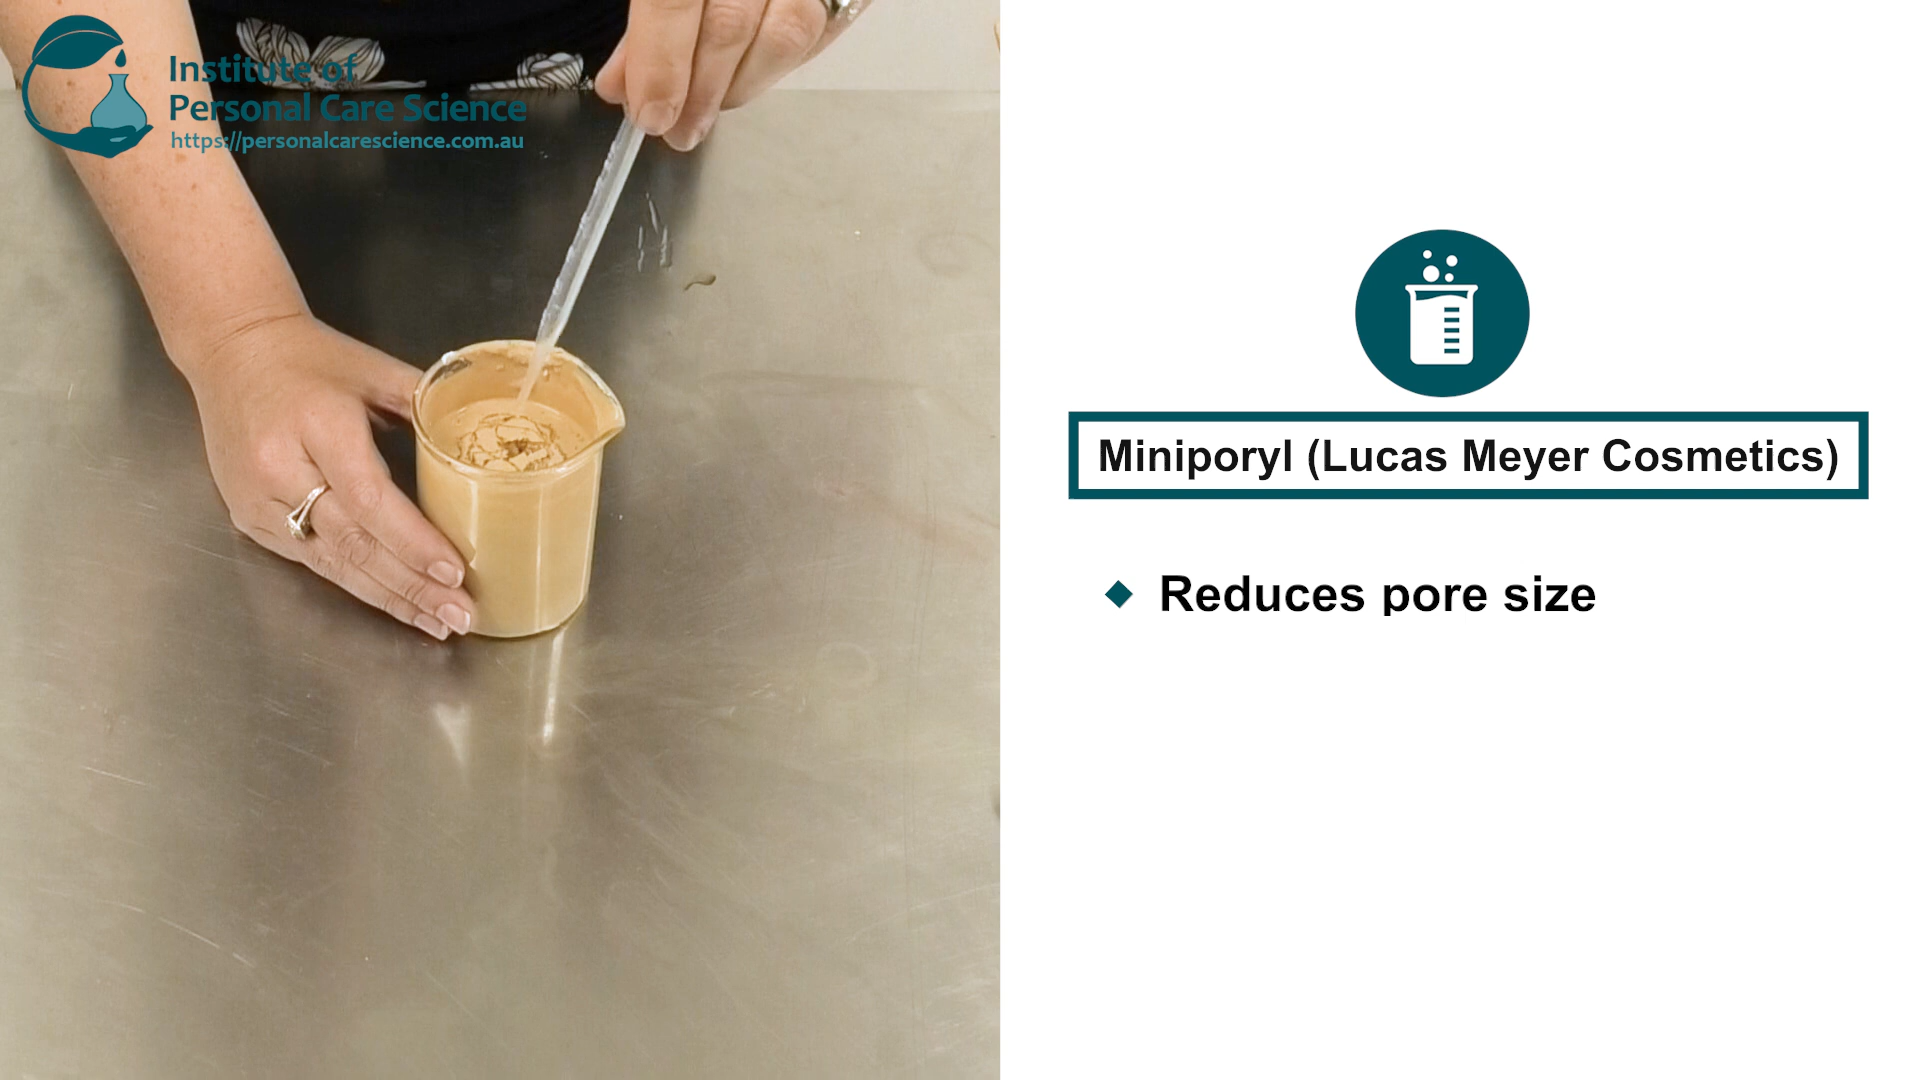 Institute of
Personal Care Science
https://personalcarescience.com.au
Miniporyl (Lucas Meyer Cosmetics)
Reduces pore size